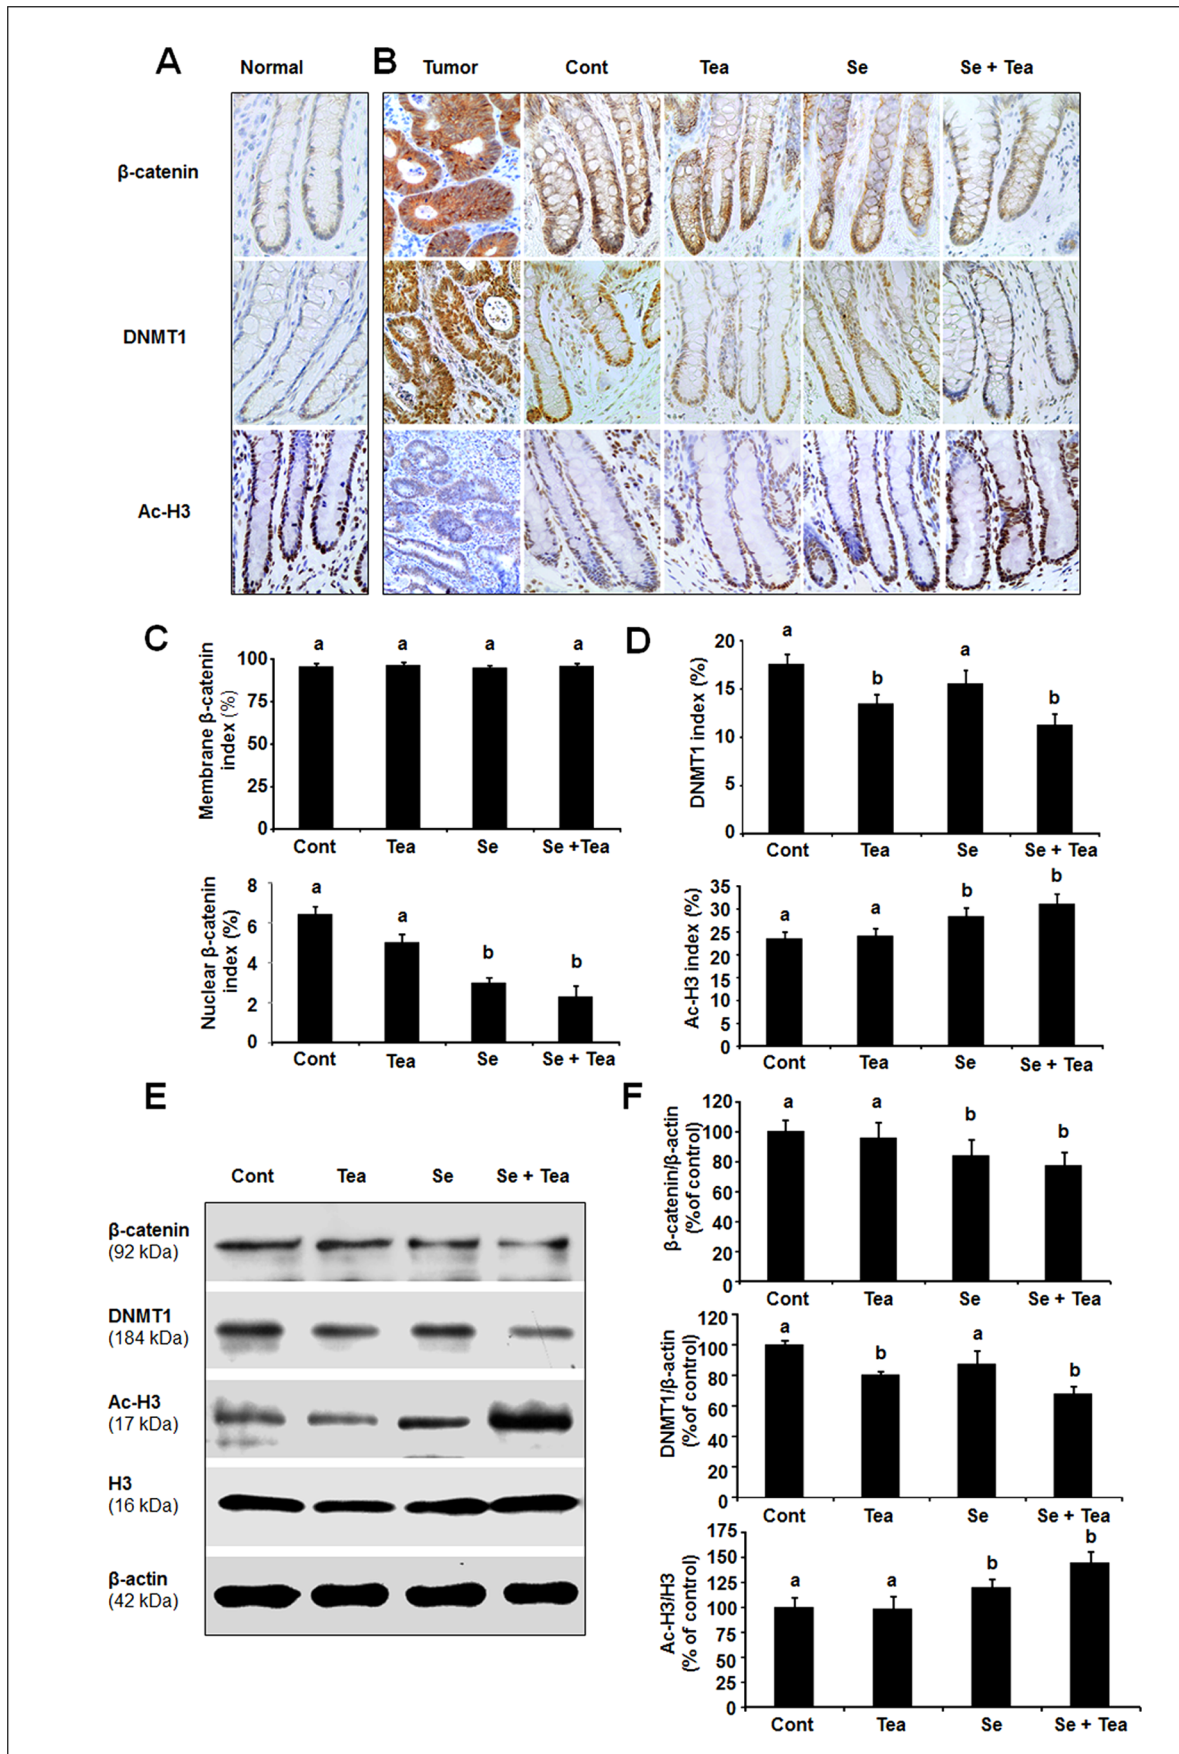 A Normal B Tumor Cont Tea Se Se + Tea
β-catenin
DNMT1
Ac-H3
C
Membrane β-catenin
index (%)
100
75
50
25
0
a a a a
Cont Tea Se Se +Tea
Nuclear β-catenin
index (%)
8
6
4
2
0
a a b b
Cont Tea Se Se + Tea
D
DNMT1 index (%)
20
15
10
5
0
a b a b
Cont Tea Se Se + Tea
Ac-H3 index (%)
35
30
25
20
15
10
5
0
a a b b
Cont Tea Se Se + Tea
E
Cont Tea Se Se + Tea
β-catenin
(92 kDa)
DNMT1
(184 kDa)
Ac-H3
(17 kDa)
H3
(16 kDa)
β-actin
(42 kDa)
F
β-catenin/β-actin
(%of control)
120
100
80
60
40
20
0
a a b b
Cont Tea Se Se + Tea
DNMT1/β-actin
(%of control)
120
100
80
60
40
20
0
a b a b
Cont Tea Se Se + Tea
Ac-H3/H3
(% of control)
175
150
125
100
75
50
25
0
a a b b
Cont Tea Se Se + Tea